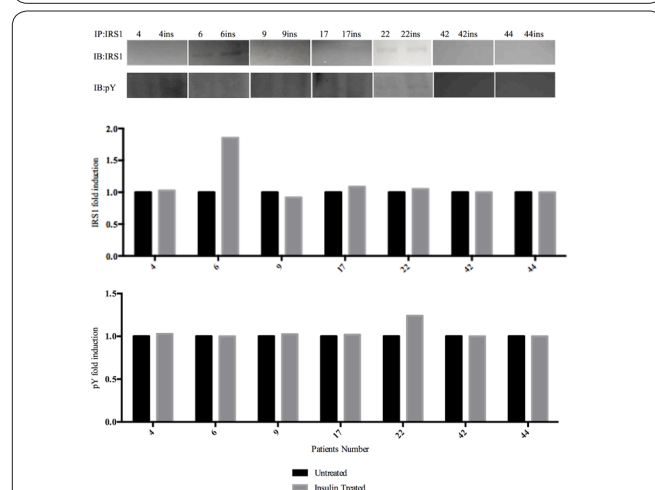 IP:IRS1 4 4ins 6 6ins 9 9ins 17 17ins 22 22ins 42 42ins 44 44ins
IB:IRS1
IB:pY
IRS1 fold induction
2.0
1.5
1.0
0.5
0.0
4 6 9 17 22 42 44
pY fold induction
1.5
1.0
0.5
0.0
4 6 9 17 22 42 44
Patients Number
Untreated
Insulin Treated